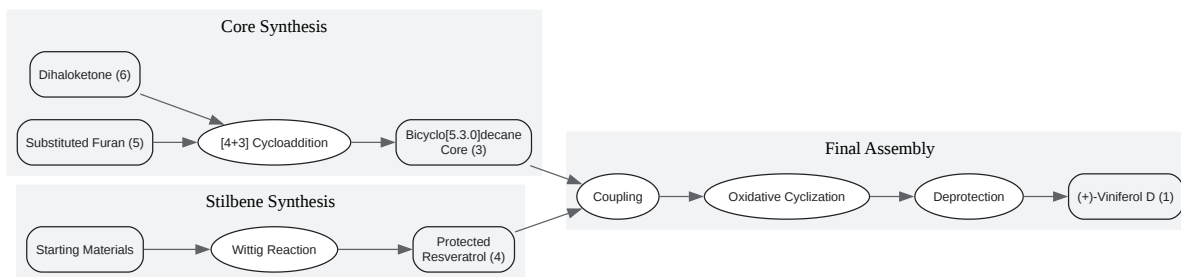 Core Synthesis
Dihaloketone (6)
Substituted Furan (5)
[4+3] Cycloaddition
Bicyclo[5.3.0]decane
Core (3)
Stilbene Synthesis
Starting Materials
Wittig Reaction
Protected
Resveratrol (4)
Final Assembly
Coupling
Oxidative Cyclization
Deprotection
(+)-Viniferol D (1)